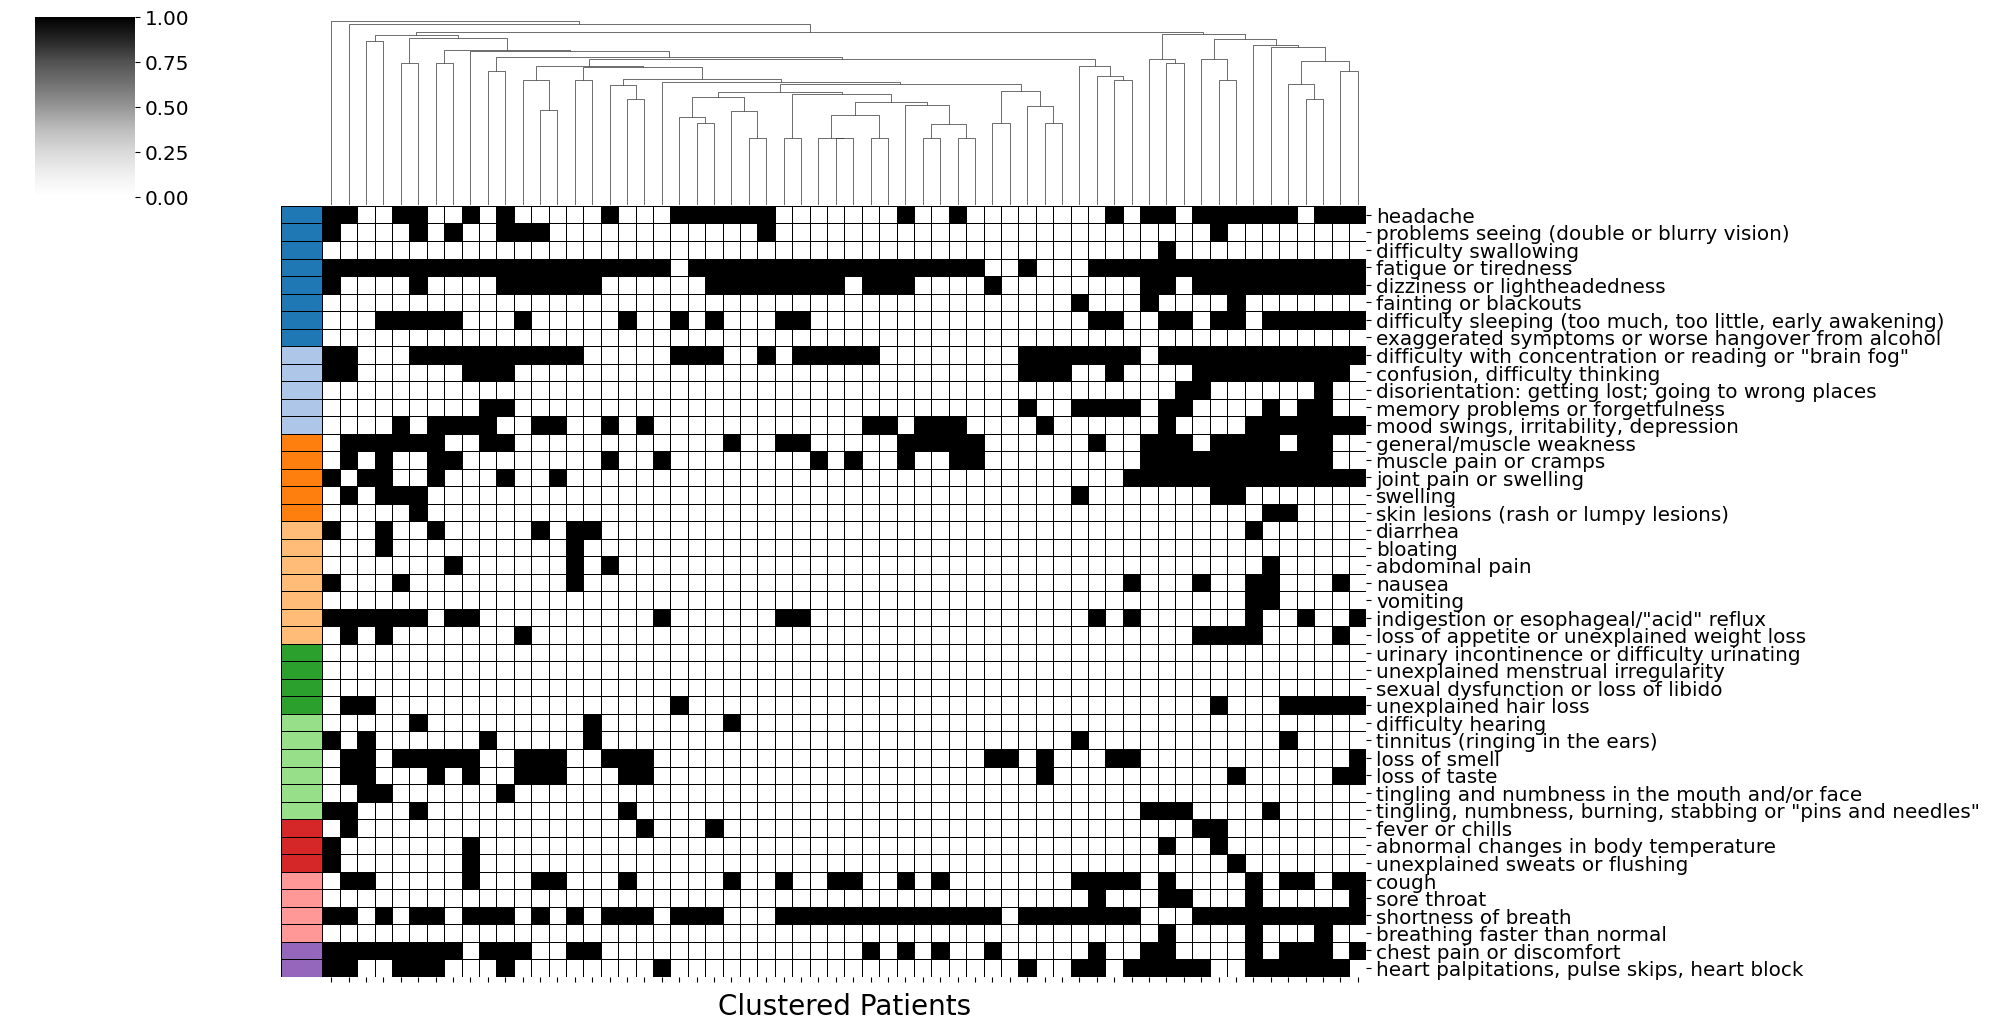 1.00
0.75
0.50
0.25
0.00
headache
problems seeing (double or blurry vision)
difficulty swallowing
fatigue or tiredness
dizziness or lightheadedness
fainting or blackouts
difficulty sleeping (too much, too little, early awakening)
exaggerated symptoms or worse hangover from alcohol
difficulty with concentration or reading or "brain fog"
confusion, difficulty thinking
disorientation: getting lost; going to wrong places
memory problems or forgetfulness
mood swings, irritability, depression
general/muscle weakness
muscle pain or cramps
joint pain or swelling
swelling
skin lesions (rash or lumpy lesions)
diarrhea
bloating
abdominal pain
nausea
vomiting
indigestion or esophageal/"acid" reflux
loss of appetite or unexplained weight loss
urinary incontinence or difficulty urinating
unexplained menstrual irregularity
sexual dysfunction or loss of libido
unexplained hair loss
difficulty hearing
tinnitus (ringing in the ears)
loss of smell
loss of taste
tingling and numbness in the mouth and/or face
tingling, numbness, burning, stabbing or "pins and needles"
fever or chills
abnormal changes in body temperature
unexplained sweats or flushing
cough
sore throat
shortness of breath
breathing faster than normal
chest pain or discomfort
heart palpitations, pulse skips, heart block
Clustered Patients